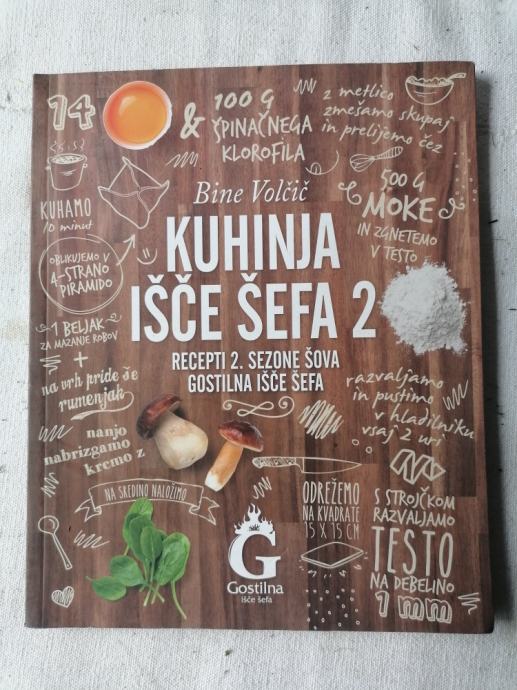 14
&
100 G
ŠPINAČNEGA
KLOROFILA
z metlico
zmešamo skupaj
in prelijemo čez
KUHAMO
10 minut
Bine Volčič
500 G
MOKE
IN ZGNETEMO
V TESTO
OBLIKUJEMO V
4-STRANO
PIRAMIDO
KUHINJA
IŠČE ŠEFA 2
RECEPTI 2. SEZONE ŠOVA
GOSTILNA IŠČE ŠEFA
1 BELJAK
ZA MAZANJE ROBOV
+
na vrh pride še
rumenjak
nanjo
nabrizgamo
kremo z
razvaljamo
in pustimo
v hladilniku
vsaj 2 uri
NA SREDINO NALOŽIMO
ODREŽEMO
NA KVADRATE
15 X 15 CM
S STROJČKOM
RAZVALJAMO
TESTO
NA DEBELINO
1 mm
G
Gostilna
išče šefa